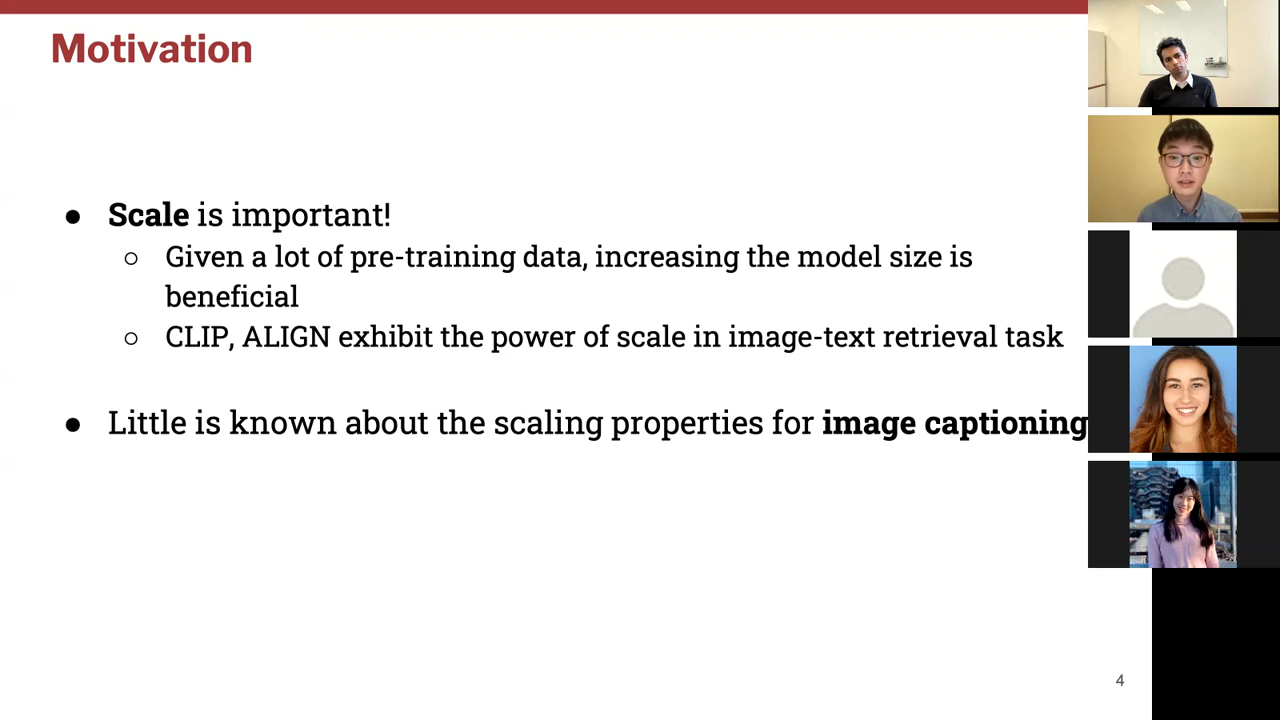 Motivation
● Scale is important!
○ Given a lot of pre-training data, increasing the model size is
beneficial
○ CLIP, ALIGN exhibit the power of scale in image-text retrieval task
● Little is known about the scaling properties for image captioning
4